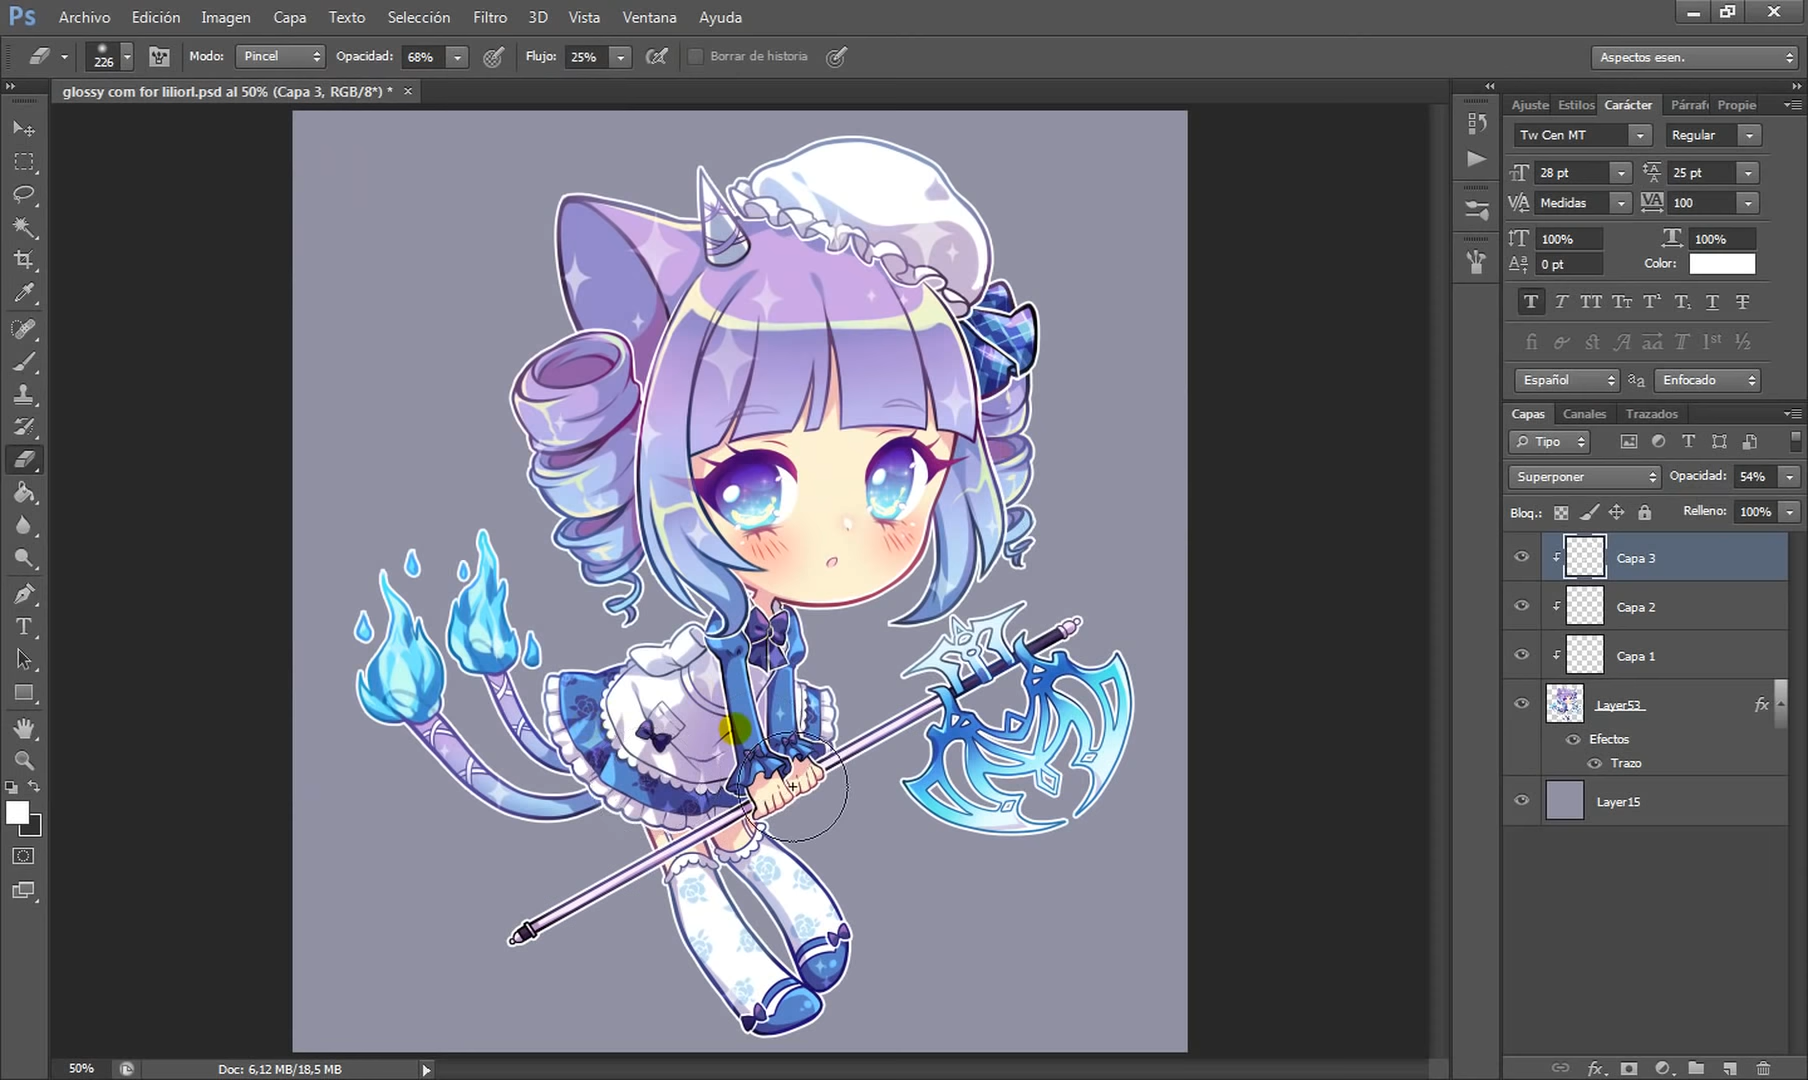 Ps Archivo Edición Imagen Capa Texto Selección Filtro 3D Vista Ventana Ayuda
226 Modo: Pincel Opacidad: 68% Flujo: 25% Borrar de historia Aspectos esen.
glossy com for liliorl.psd al 50% (Capa 3, RGB/8*) * ×
Ajuste Estilos Carácter Párraf Propie
Tw Cen MT Regular
28 pt 25 pt
Medidas 100
100% 100%
0 pt Color:
T T TT Tt T¹ T₁ T T
fi st aa T 1st ½
Español aa Enfocado
Capas Canales Trazados
Tipo
Superponer Opacidad: 54%
Bloq.: Relleno: 100%
Capa 3
Capa 2
Capa 1
Layer53 fx
Efectos
Trazo
Layer15
50% Doc: 6,12 MB/18,5 MB
fx